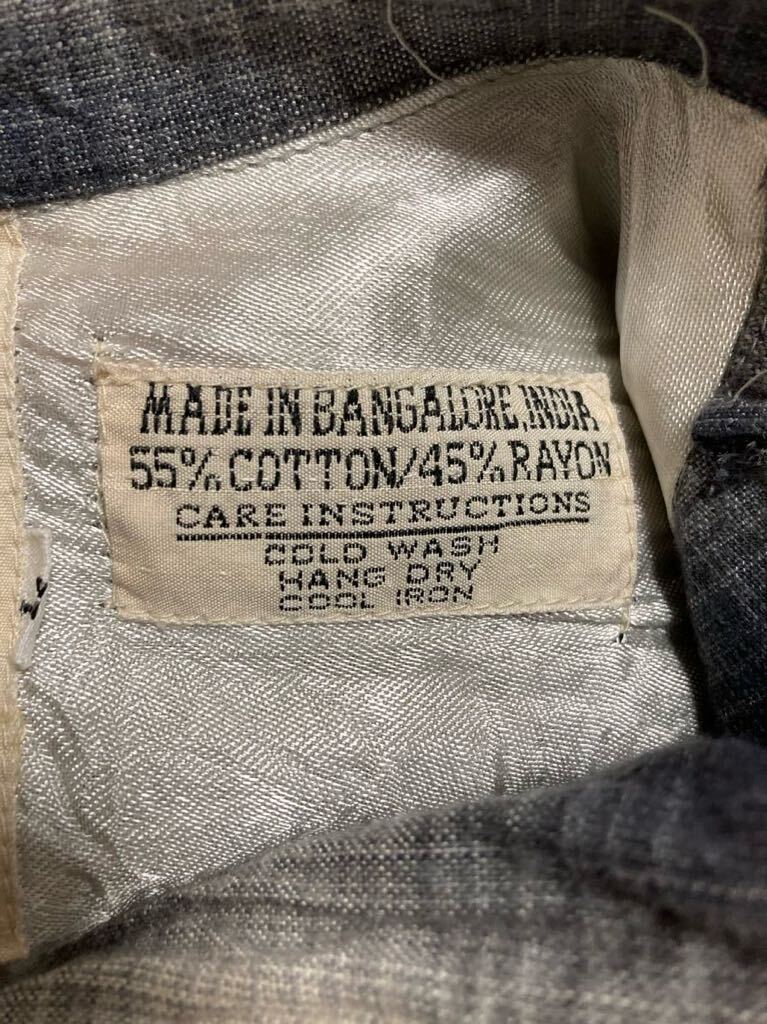 MADE IN BANGALORE, INDIA
55% COTTON/45% RAYON
CARE INSTRUCTIONS
COLD WASH
HANG DRY
COOL IRON